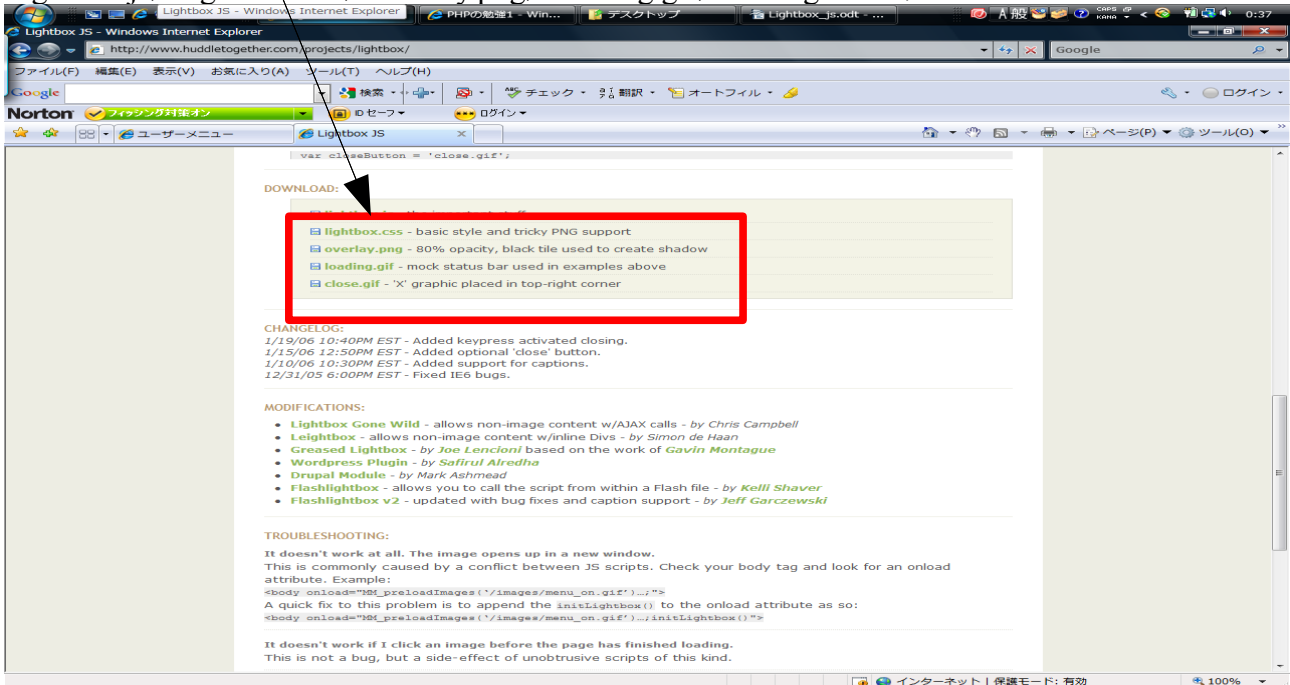 Lightbox JS - Windows Internet Explorer
PHPの勉強1 - Win...
デスクトップ
Lightbox_js.odt - ...
A 般
CAPS
KANA
0:37
Lightbox JS - Windows Internet Explorer
http://www.huddletogether.com/projects/lightbox/
Google
ファイル(F) 編集(E) 表示(V) お気に入り(A) ツール(T) ヘルプ(H)
Google
検索
チェック
翻訳
オートフィル
ログイン
Norton
フィッシング対策オン
ID セーフ
ログイン
ユーザーメニュー
Lightbox JS
ページ(P)
ツール(O)
var closeButton = 'close.gif';
DOWNLOAD:
lightbox.css - basic style and tricky PNG support
overlay.png - 80% opacity, black tile used to create shadow
loading.gif - mock status bar used in examples above
close.gif - 'X' graphic placed in top-right corner
CHANGELOG:
1/19/06 10:40PM EST - Added keypress activated closing.
1/15/06 12:50PM EST - Added optional 'close' button.
1/10/06 10:30PM EST - Added support for captions.
12/31/05 6:00PM EST - Fixed IE6 bugs.
MODIFICATIONS:
Lightbox Gone Wild - allows non-image content w/AJAX calls - by Chris Campbell
Leightbox - allows non-image content w/inline Divs - by Simon de Haan
Greased Lightbox - by Joe Lencioni based on the work of Gavin Montague
Wordpress Plugin - by Safirul Alredha
Drupal Module - by Mark Ashmead
Flashlightbox - allows you to call the script from within a Flash file - by Kelli Shaver
Flashlightbox v2 - updated with bug fixes and caption support - by Jeff Garczewski
TROUBLESHOOTING:
It doesn't work at all. The image opens up in a new window.
This is commonly caused by a conflict between JS scripts. Check your body tag and look for an onload
attribute. Example:
<body onload="MM_preloadImages('/images/menu_on.gif')…;">
A quick fix to this problem is to append the initLightbox() to the onload attribute as so:
<body onload="MM_preloadImages('/images/menu_on.gif')…;initLightbox()">
It doesn't work if I click an image before the page has finished loading.
This is not a bug, but a side-effect of unobtrusive scripts of this kind.
インターネット | 保護モード: 有効
100%